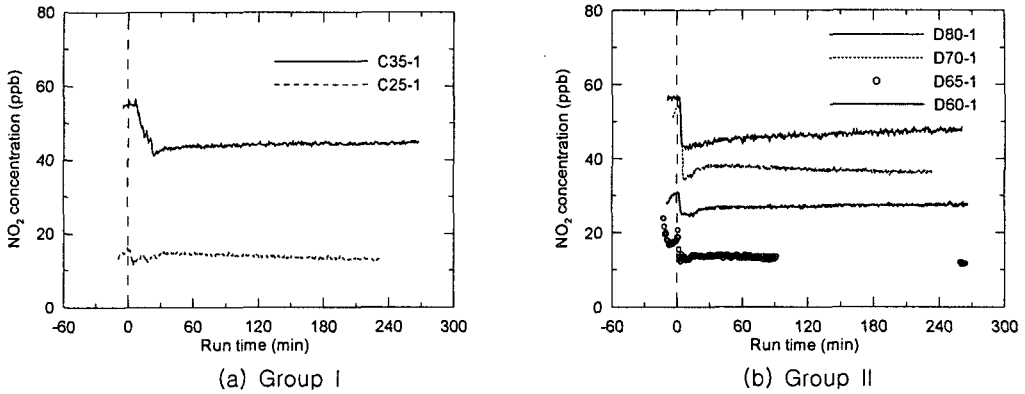 80
60
40
20
0
NO₂ concentration (ppb)
-60 0 60 120 180 240 300
Run time (min)
C35-1
C25-1
(a) Group I
80
60
40
20
0
NO₂ concentration (ppb)
-60 0 60 120 180 240 300
Run time (min)
D80-1
D70-1
D65-1
D60-1
(b) Group II